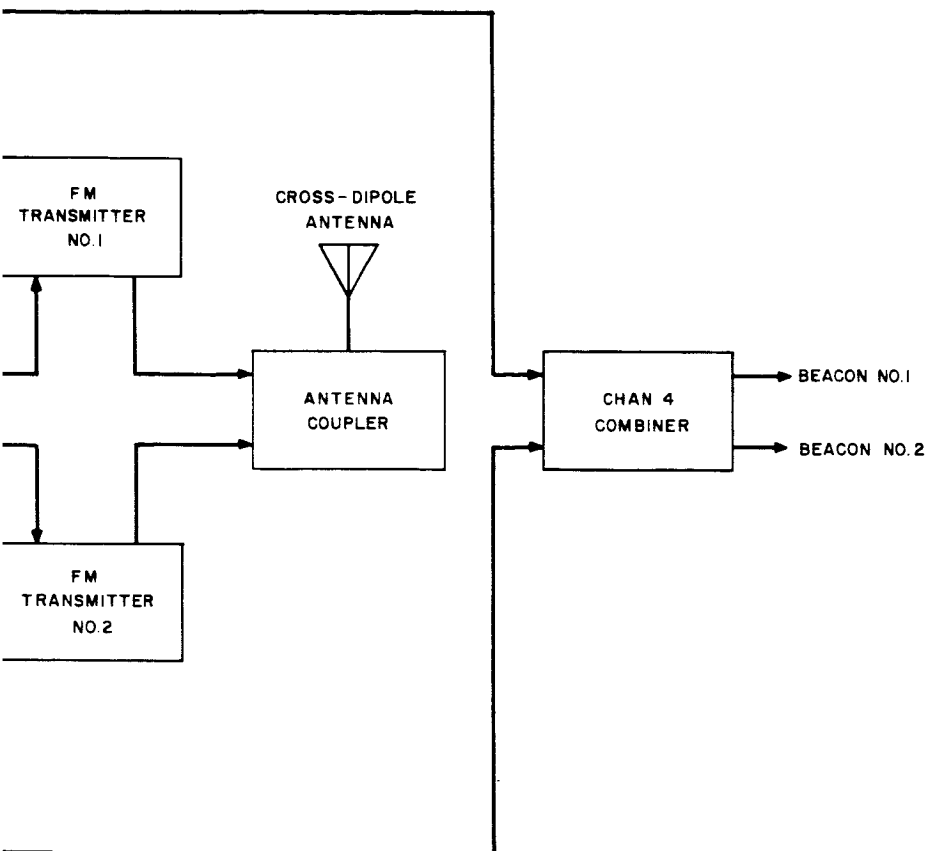 FM
TRANSMITTER
NO.1
CROSS-DIPOLE
ANTENNA
ANTENNA
COUPLER
CHAN 4
COMBINER
BEACON NO.1
BEACON NO.2
FM
TRANSMITTER
NO.2